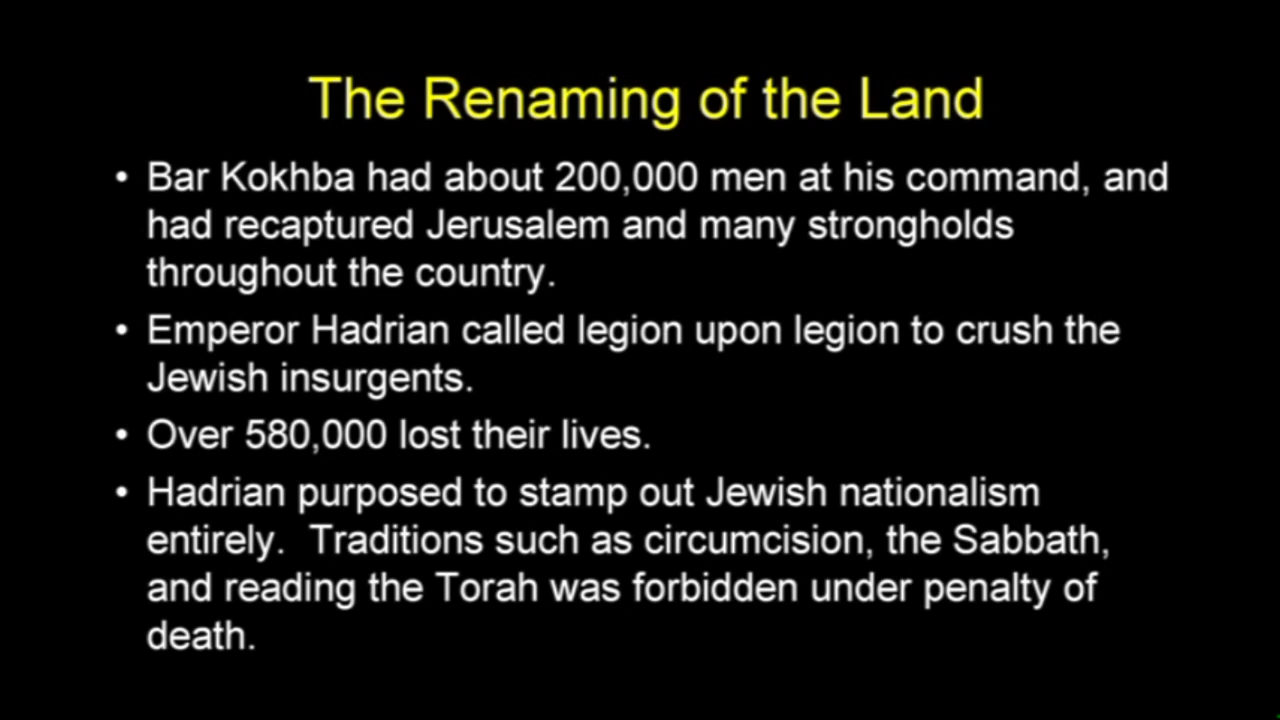 The Renaming of the Land
• Bar Kokhba had about 200,000 men at his command, and
had recaptured Jerusalem and many strongholds
throughout the country.
• Emperor Hadrian called legion upon legion to crush the
Jewish insurgents.
• Over 580,000 lost their lives.
• Hadrian purposed to stamp out Jewish nationalism
entirely.  Traditions such as circumcision, the Sabbath,
and reading the Torah was forbidden under penalty of
death.